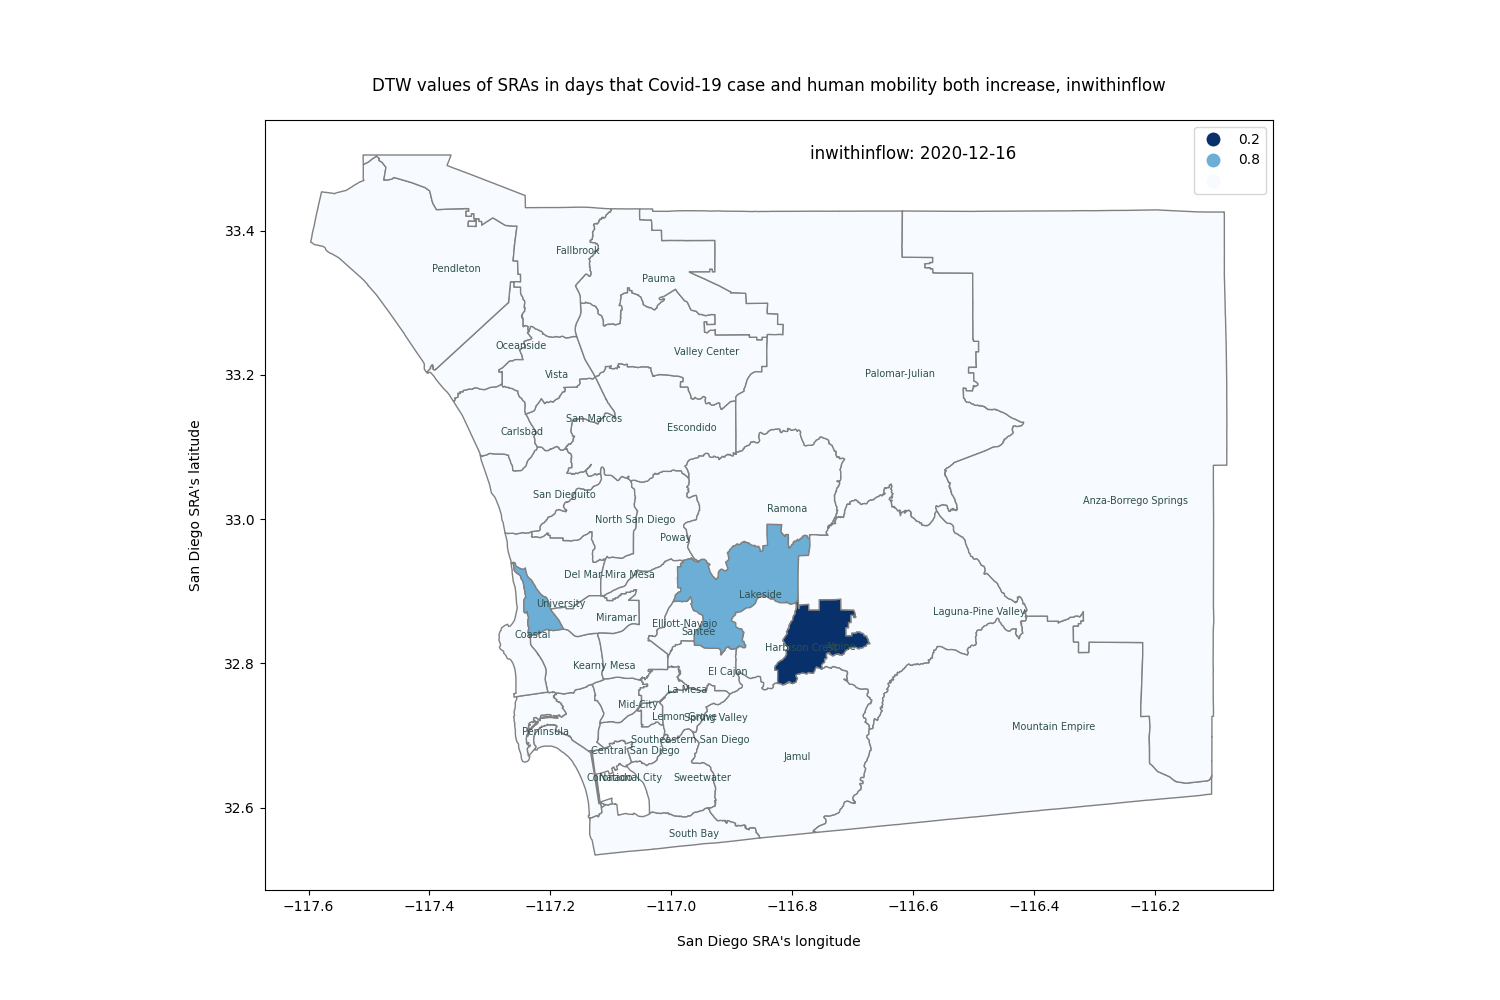 DTW values of SRAs in days that Covid-19 case and human mobility both increase, inwithinflow
inwithinflow: 2020-12-16
0.2
0.8
33.4
33.2
33.0
32.8
32.6
San Diego SRA's latitude
Fallbrook
Pendleton
Pauma
Oceanside
Valley Center
Vista
Palomar-Julian
San Marcos
Carlsbad
Escondido
San Dieguito
Anza-Borrego Springs
Ramona
North San Diego
Poway
Del Mar-Mira Mesa
Lakeside
University
Laguna-Pine Valley
Miramar
Elliott-Navajo
Santee
Coastal
Harbison Crest
Kearny Mesa
El Cajon
La Mesa
Mid-City
Lemon Grove
Spring Valley
Mountain Empire
Peninsula
Southeastern San Diego
Central San Diego
Jamul
Coronado
National City
Sweetwater
South Bay
−117.6 −117.4 −117.2 −117.0 −116.8 −116.6 −116.4 −116.2
San Diego SRA's longitude